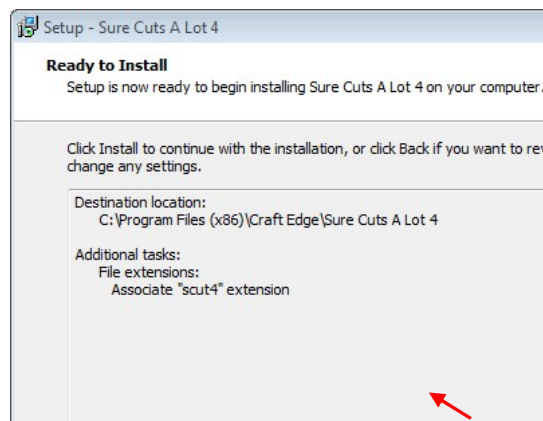 Setup - Sure Cuts A Lot 4
Ready to Install
Setup is now ready to begin installing Sure Cuts A Lot 4 on your computer.
Click Install to continue with the installation, or click Back if you want to
change any settings.
Destination location:
C:\Program Files (x86)\Craft Edge\Sure Cuts A Lot 4
Additional tasks:
File extensions:
Associate "scut4" extension